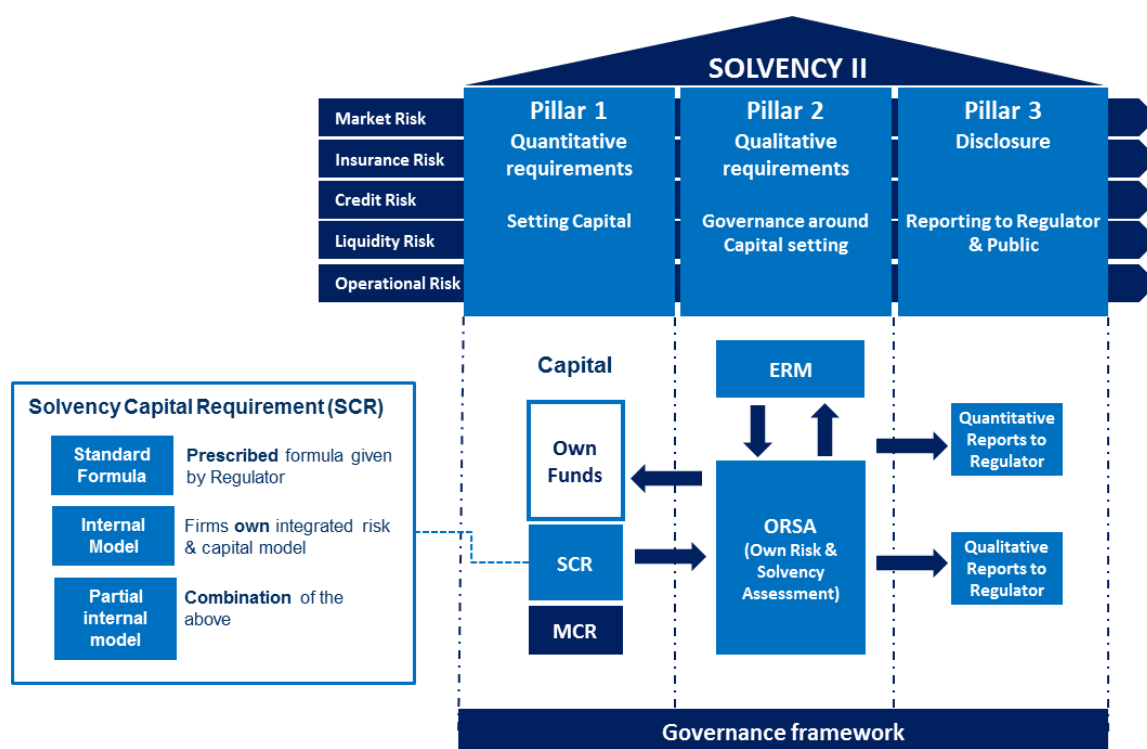 SOLVENCY II
Pillar 1
Quantitative
requirements
Setting Capital
Pillar 2
Qualitative
requirements
Governance around
Capital setting
Pillar 3
Disclosure
Reporting to Regulator
& Public
Market Risk
Insurance Risk
Credit Risk
Liquidity Risk
Operational Risk
Solvency Capital Requirement (SCR)
Standard
Formula
Prescribed formula given
by Regulator
Internal
Model
Firms own integrated risk
& capital model
Partial
internal
model
Combination of the
above
Capital
Own
Funds
SCR
MCR
ERM
ORSA
(Own Risk &
Solvency
Assessment)
Quantitative
Reports to
Regulator
Qualitative
Reports to
Regulator
Governance framework